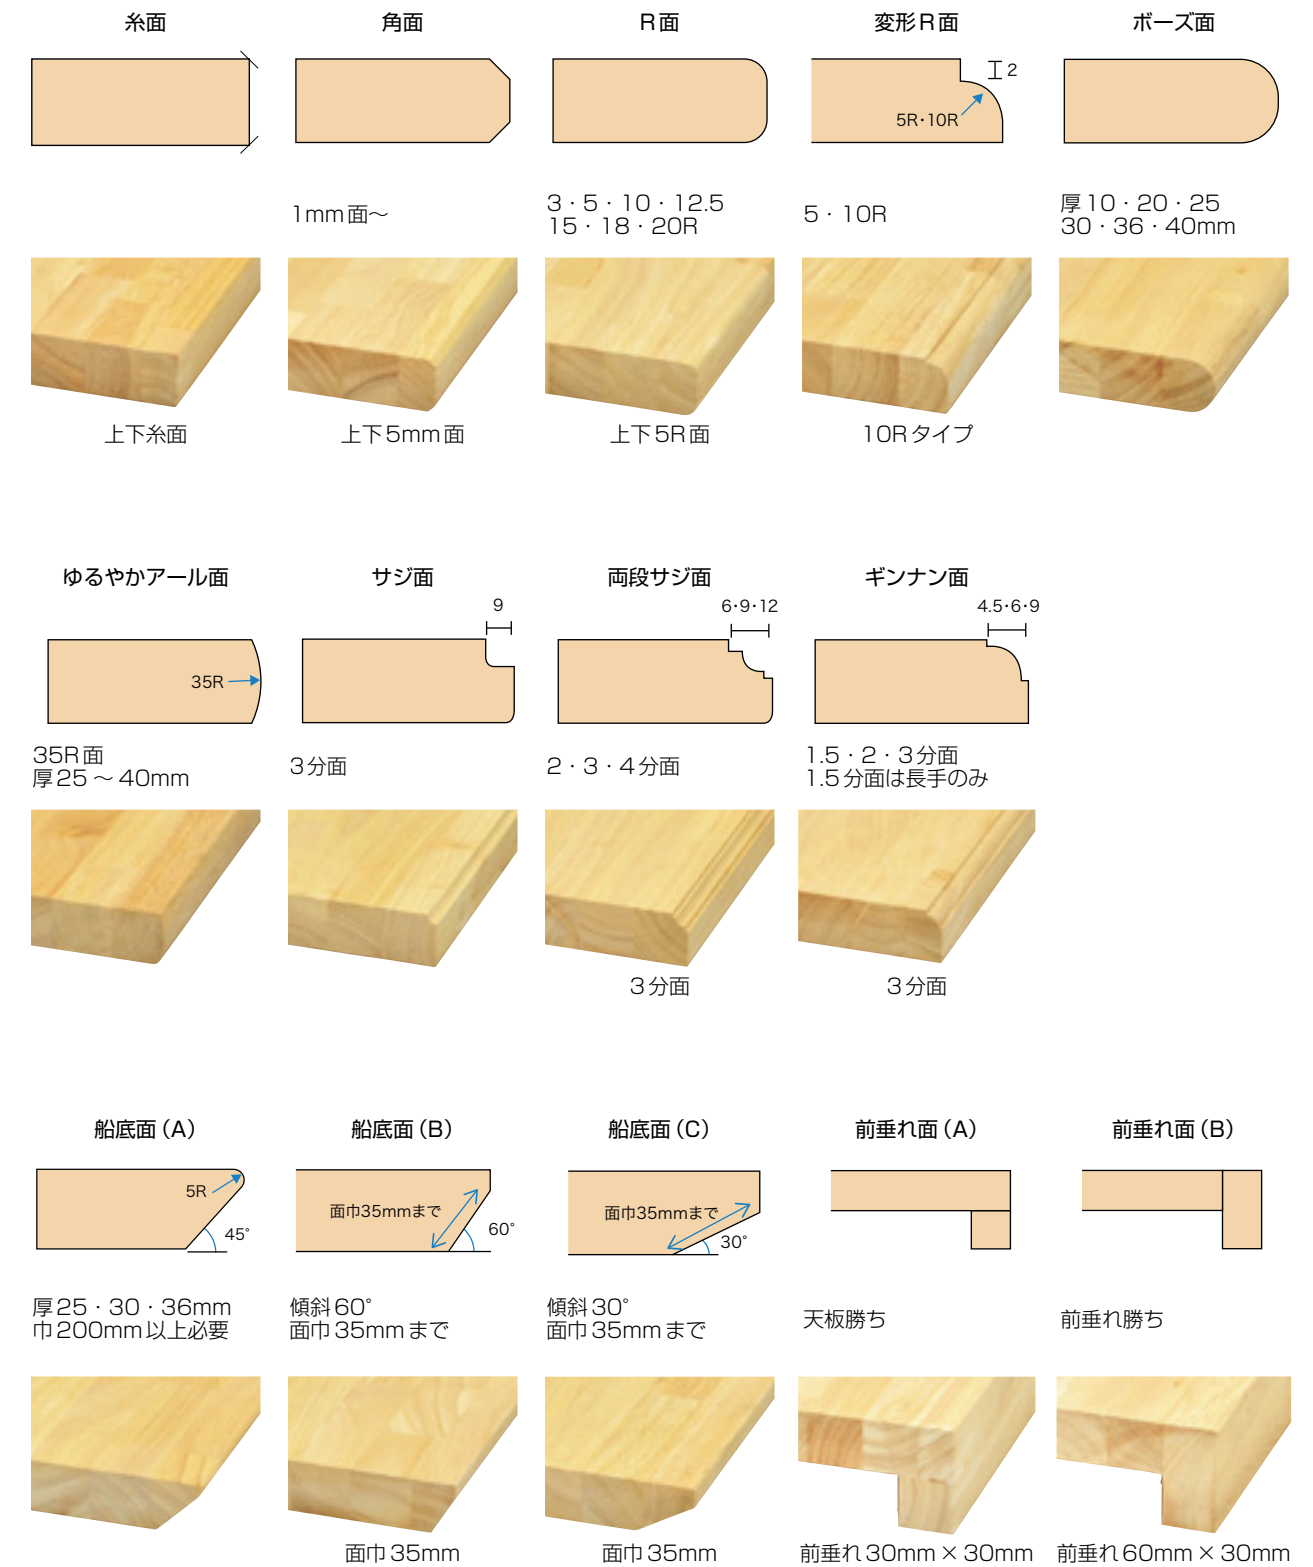 糸面
角面
R面
変形R面
ボーズ面
2
5R・10R
1mm面〜
3・5・10・12.5
15・18・20R
5・10R
厚10・20・25
30・36・40mm
上下糸面
上下5mm面
上下5R面
10Rタイプ
ゆるやかアール面
サジ面
両段サジ面
ギンナン面
9
6・9・12
4.5・6・9
35R
35R面
厚25〜40mm
3分面
2・3・4分面
1.5・2・3分面
1.5分面は長手のみ
3分面
3分面
船底面(A)
船底面(B)
船底面(C)
前垂れ面(A)
前垂れ面(B)
5R
45°
面巾35mmまで
60°
面巾35mmまで
30°
厚25・30・36mm
巾200mm以上必要
傾斜60°
面巾35mmまで
傾斜30°
面巾35mmまで
天板勝ち
前垂れ勝ち
面巾35mm
面巾35mm
前垂れ30mm×30mm
前垂れ60mm×30mm